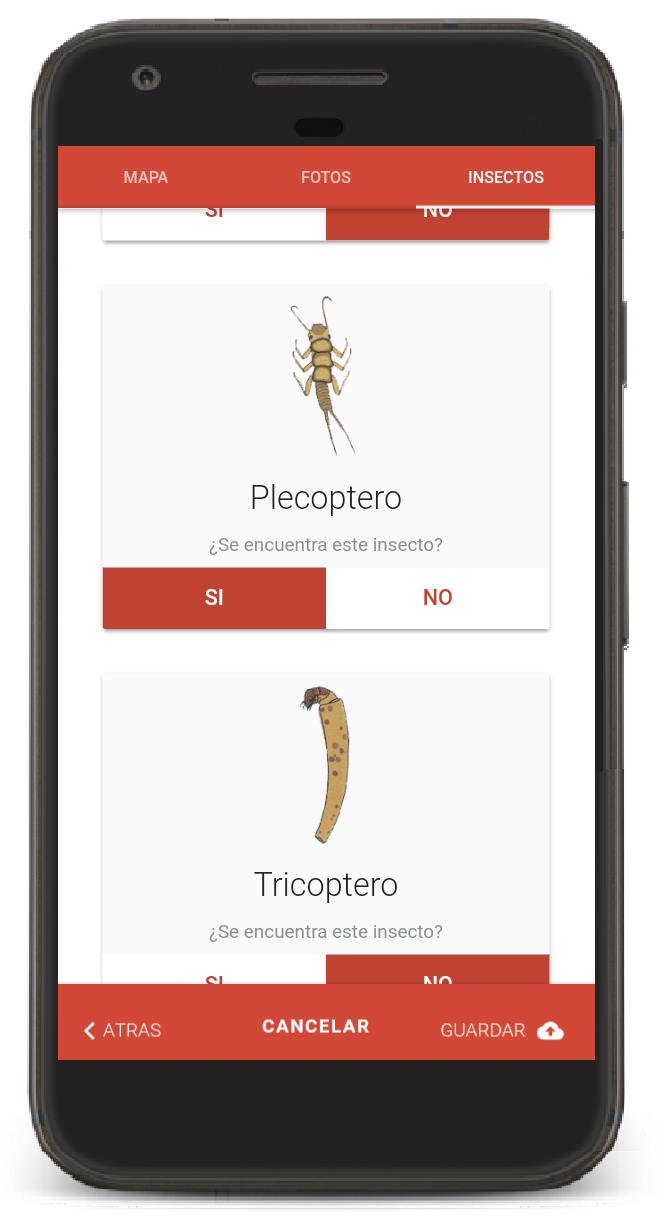 MAPA FOTOS INSECTOS
SI NO
Plecoptero
¿Se encuentra este insecto?
SI NO
Tricoptero
¿Se encuentra este insecto?
SI NO
ATRAS CANCELAR GUARDAR